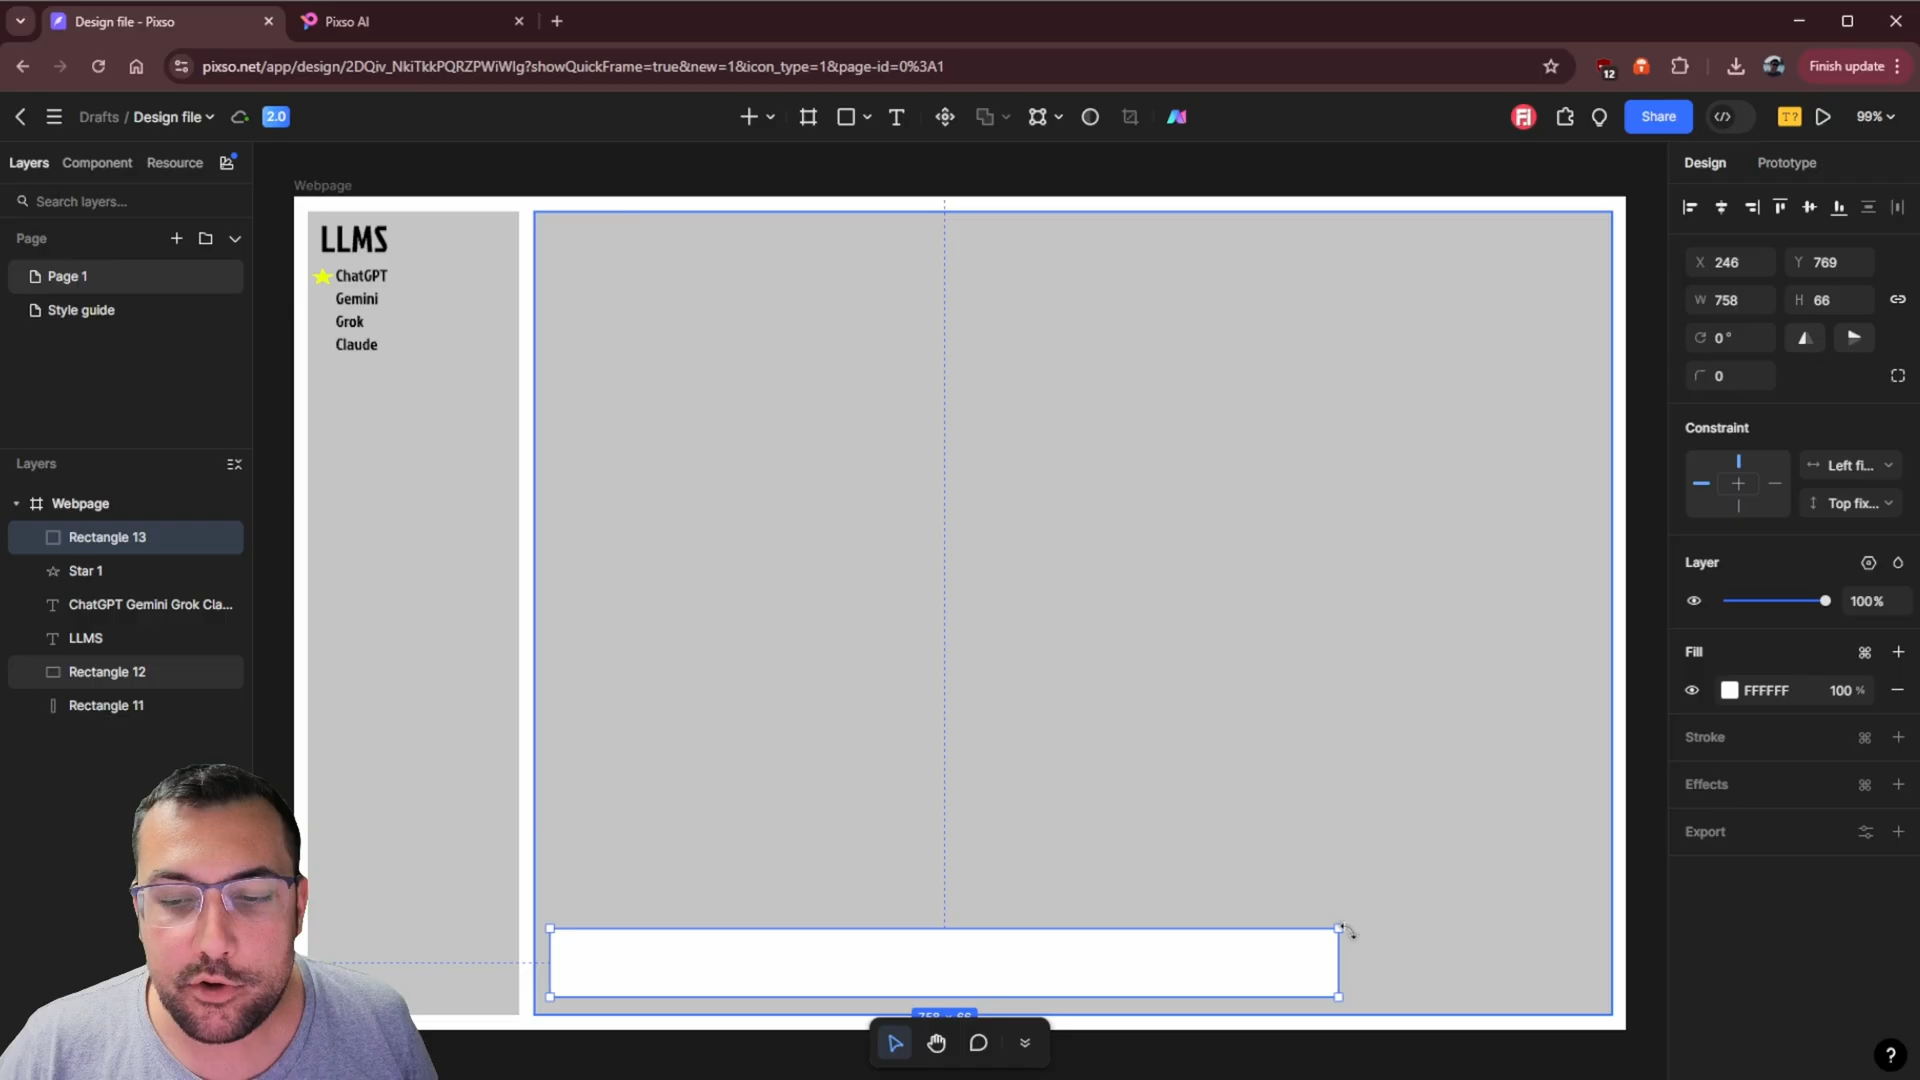 Design file - Pixso
Pixso AI
pixso.net/app/design/2DQiv_NkiTkkPQRZPWiWIg?showQuickFrame=true&new=1&icon_type=1&page-id=0%3A1
12
Finish update
Drafts / Design file
2.0
Share
T?
99%
Layers
Component
Resource
Search layers...
Page
Page 1
Style guide
Layers
Webpage
Rectangle 13
Star 1
ChatGPT Gemini Grok Cla...
LLMS
Rectangle 12
Rectangle 11
Webpage
LLMS
ChatGPT
Gemini
Grok
Claude
758 x 66
Design
Prototype
X 246
Y 769
W 758
H 66
0°
0
Constraint
Left fi...
Top fix...
Layer
100%
Fill
FFFFFF
100 %
Stroke
Effects
Export
?